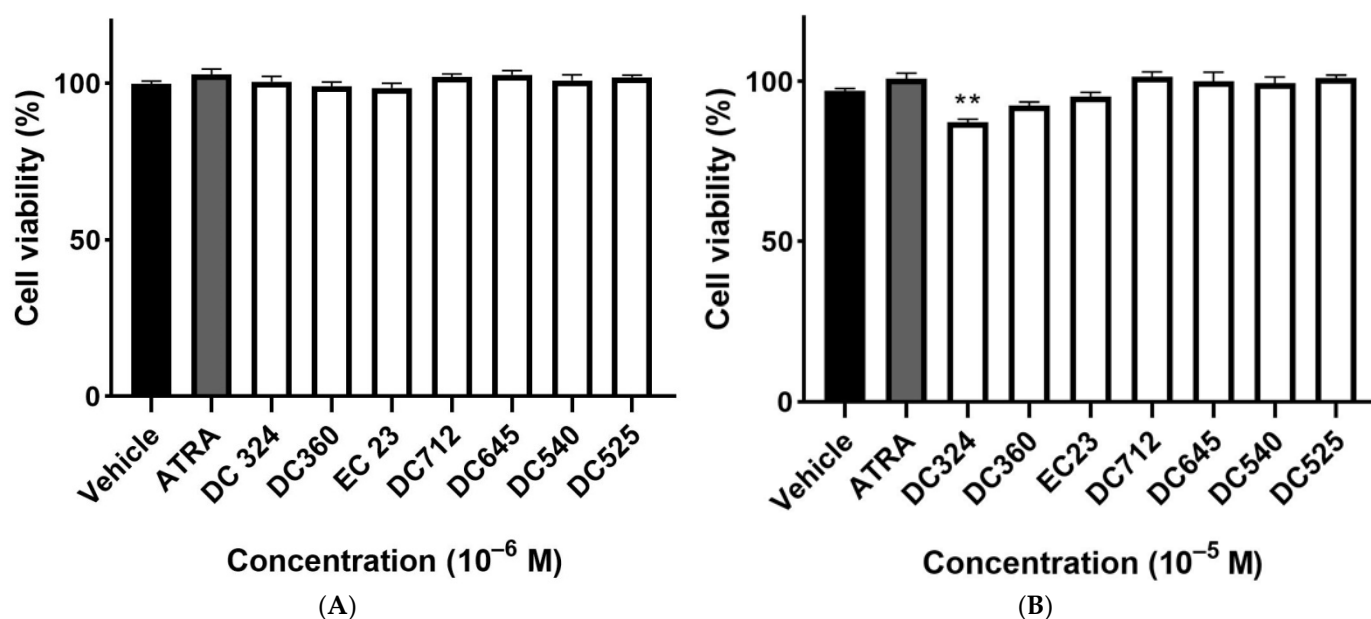 Cell viability (%)
100
50
0
Vehicle
ATRA
DC 324
DC360
EC 23
DC712
DC645
DC540
DC525
Concentration (10⁻⁶ M)
(A)
Cell viability (%)
100
50
0
**
Vehicle
ATRA
DC324
DC360
EC23
DC712
DC645
DC540
DC525
Concentration (10⁻⁵ M)
(B)